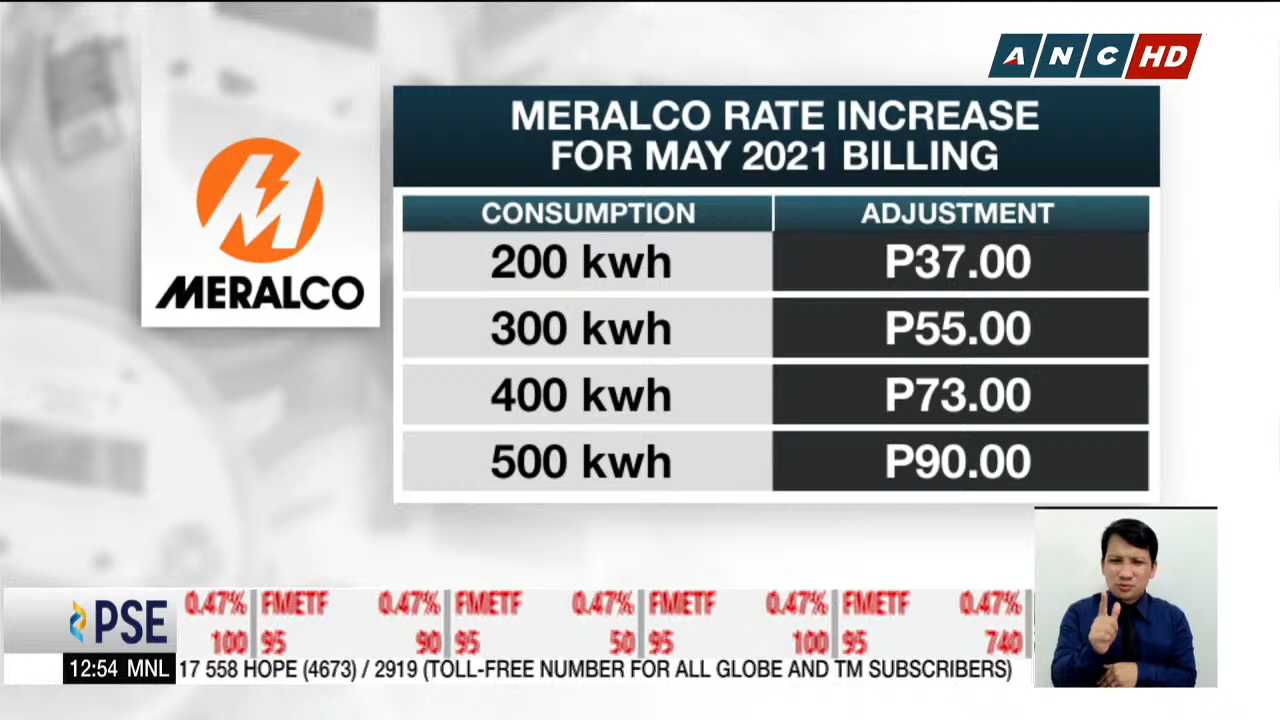 ANC HD
MERALCO RATE INCREASE
FOR MAY 2021 BILLING
MERALCO
CONSUMPTION ADJUSTMENT
200 kwh P37.00
300 kwh P55.00
400 kwh P73.00
500 kwh P90.00
PSE
0.47% FMETF 0.47% FMETF 0.47% FMETF 0.47% FMETF 0.47%
100 95 90 95 50 95 100 95 740
12:54 MNL 17 558 HOPE (4673) / 2919 (TOLL-FREE NUMBER FOR ALL GLOBE AND TM SUBSCRIBERS)